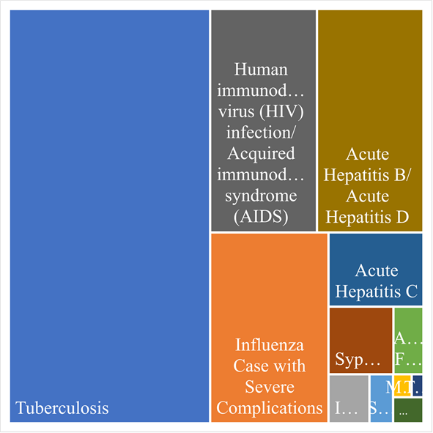 Tuberculosis
Human
immunod…
virus (HIV)
infection/
Acquired
immunod…
syndrome
(AIDS)
Acute
Hepatitis B/
Acute
Hepatitis D
Influenza
Case with
Severe
Complications
Acute
Hepatitis C
Syp…
A…
F…
I…
S…
M…
T…
…